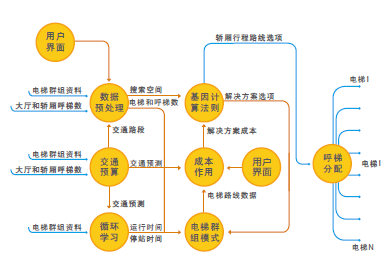 用户
界面
轿厢行程路线选项
电梯群组资料
大厅和轿厢呼梯数
数据
预处理
搜索空间
电梯和呼梯数
基因计
算法则
解决方案选项
电梯1
交通路段
解决方案成本
电梯群组资料
大厅和轿厢呼梯数
交通
预算
交通预测
成本
作用
用户
界面
呼梯
分配
电梯I
交通预测
电梯路线数据
电梯群组资料
循环
学习
运行时间
停站时间
电梯群
组模式
电梯N